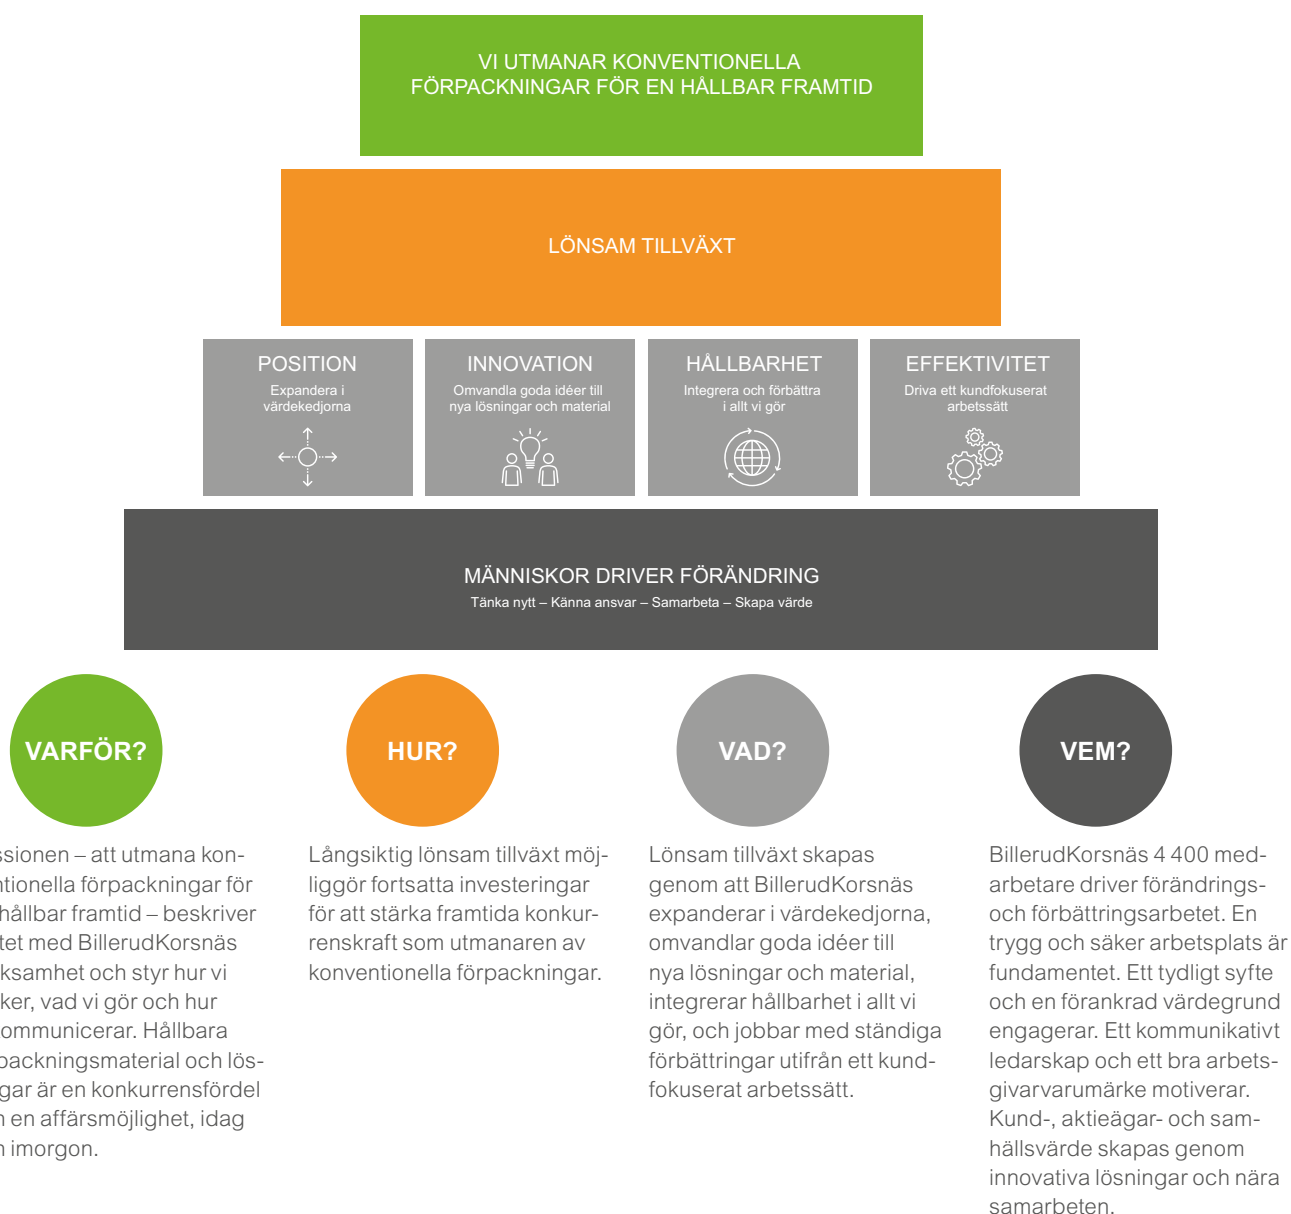 VI UTMANAR KONVENTIONELLA
FÖRPACKNINGAR FÖR EN HÅLLBAR FRAMTID
LÖNSAM TILLVÄXT
POSITION
Expandera i
värdekedjorna
INNOVATION
Omvandla goda idéer till
nya lösningar och material
HÅLLBARHET
Integrera och förbättra
i allt vi gör
EFFEKTIVITET
Driva ett kundfokuserat
arbetssätt
MÄNNISKOR DRIVER FÖRÄNDRING
Tänka nytt – Känna ansvar – Samarbeta – Skapa värde
VARFÖR?
ssionen – att utmana kon-
ntionella förpackningar för
hållbar framtid – beskriver
tet med BillerudKorsnäs
ksamhet och styr hur vi
ker, vad vi gör och hur
ommunicerar. Hållbara
packningsmaterial och lös-
gar är en konkurrensfördel
h en affärsmöjlighet, idag
h imorgon.
HUR?
Långsiktig lönsam tillväxt möj-
liggör fortsatta investeringar
för att stärka framtida konkur-
renskraft som utmanaren av
konventionella förpackningar.
VAD?
Lönsam tillväxt skapas
genom att BillerudKorsnäs
expanderar i värdekedjorna,
omvandlar goda idéer till
nya lösningar och material,
integrerar hållbarhet i allt vi
gör, och jobbar med ständiga
förbättringar utifrån ett kund-
fokuserat arbetssätt.
VEM?
BillerudKorsnäs 4 400 med-
arbetare driver förändrings-
och förbättringsarbetet. En
trygg och säker arbetsplats är
fundamentet. Ett tydligt syfte
och en förankrad värdegrund
engagerar. Ett kommunikativt
ledarskap och ett bra arbets-
givarvarumärke motiverar.
Kund-, aktieägar- och sam-
hällsvärde skapas genom
innovativa lösningar och nära
samarbeten.